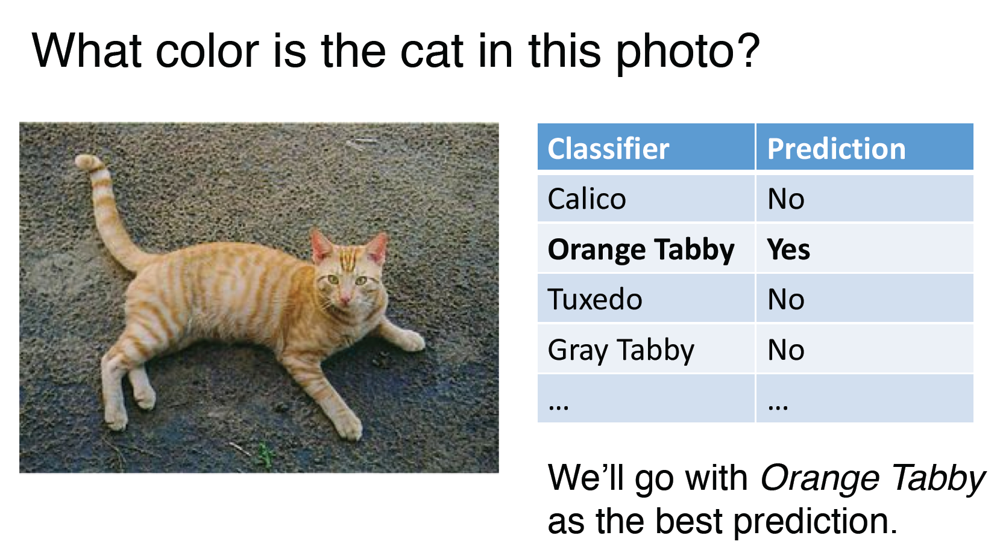 What color is the cat in this photo?
Classifier Prediction
Calico No
Orange Tabby Yes
Tuxedo No
Gray Tabby No
... ...
We’ll go with Orange Tabby
as the best prediction.